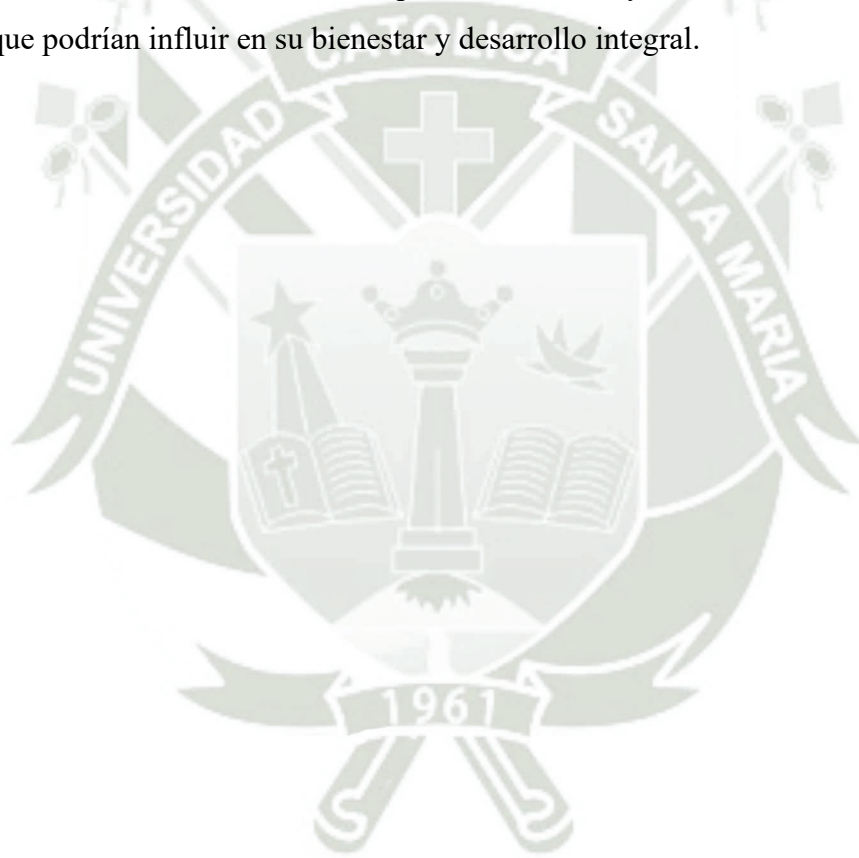 que podrían influir en su bienestar y desarrollo integral.
UNIVERSIDAD CATOLICA SANTA MARIA
1961